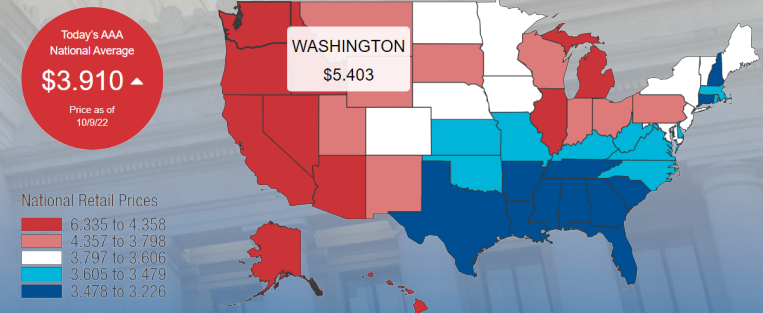 Today's AAA
National Average
$3.910
Price as of
10/9/22
WASHINGTON
$5.403
National Retail Prices
6.335 to 4.358
4.357 to 3.798
3.797 to 3.606
3.605 to 3.479
3.478 to 3.226